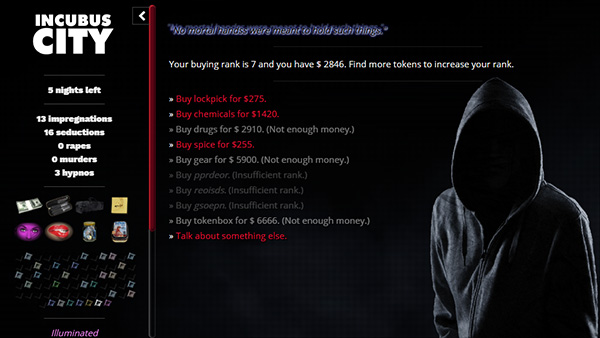 INCUBUS
CITY
5 nights left
13 impregnations
16 seductions
0 rapes
0 murders
3 hypnos
Illuminated
"No mortal handss were meant to hold such things."
Your buying rank is 7 and you have $ 2846. Find more tokens to increase your rank.
» Buy lockpick for $275.
» Buy chemicals for $1420.
» Buy drugs for $ 2910. (Not enough money.)
» Buy spice for $255.
» Buy gear for $ 5900. (Not enough money.)
» Buy pprdeor. (Insufficient rank.)
» Buy reoisds. (Insufficient rank.)
» Buy gsoepn. (Insufficient rank.)
» Buy tokenbox for $ 6666. (Not enough money.)
» Talk about something else.